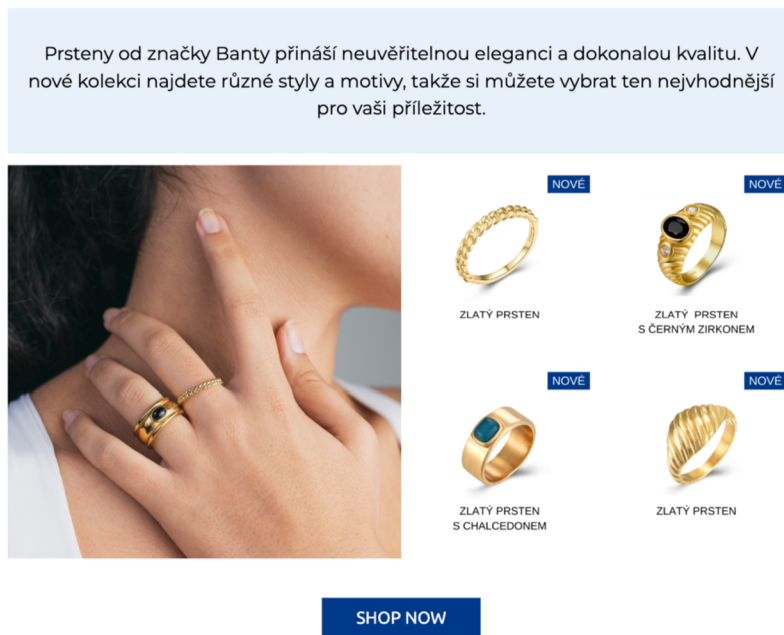 Prsteny od značky Banty přináší neuvěřitelnou eleganci a dokonalou kvalitu. V
nové kolekci najdete různé styly a motivy, takže si můžete vybrat ten nejvhodnější
pro vaši příležitost.
NOVÉ
NOVÉ
ZLATÝ PRSTEN
ZLATÝ PRSTEN
S ČERNÝM ZIRKONEM
NOVÉ
NOVÉ
ZLATÝ PRSTEN
S CHALCEDONEM
ZLATÝ PRSTEN
SHOP NOW